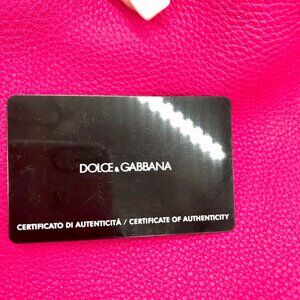 DOLCE & GABBANA
CERTIFICATO DI AUTENTICITÀ / CERTIFICATE OF AUTHENTICITY